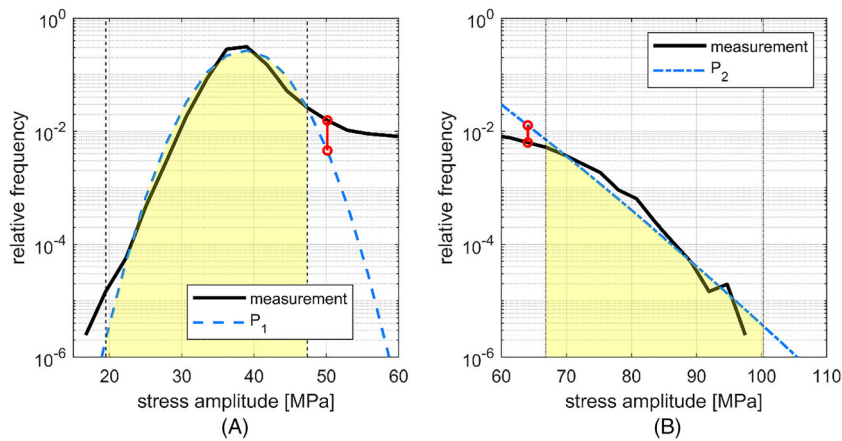 10^0
10^-2
10^-4
10^-6
relative frequency
measurement
P_1
20 30 40 50 60
stress amplitude [MPa]
(A)
10^0
10^-2
10^-4
10^-6
relative frequency
measurement
P_2
60 70 80 90 100 110
stress amplitude [MPa]
(B)